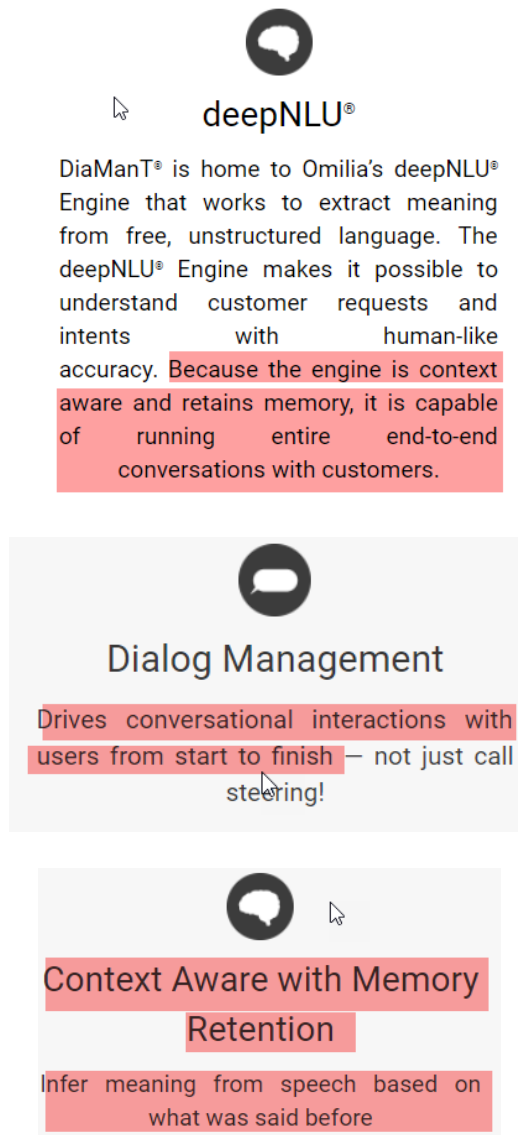 deepNLU®
DiaManT® is home to Omilia's deepNLU®
Engine that works to extract meaning
from free, unstructured language. The
deepNLU® Engine makes it possible to
understand customer requests and
intents with human-like
accuracy. Because the engine is context
aware and retains memory, it is capable
of running entire end-to-end
conversations with customers.
Dialog Management
Drives conversational interactions with
users from start to finish — not just call
steering!
Context Aware with Memory
Retention
Infer meaning from speech based on
what was said before